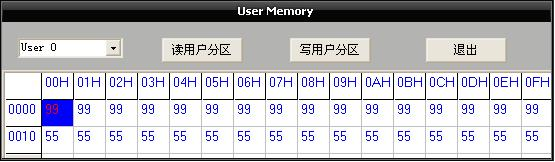 User Memory
User 0 读用户分区 写用户分区 退出
00H 01H 02H 03H 04H 05H 06H 07H 08H 09H 0AH 0BH 0CH 0DH 0EH 0FH
0000 99 99 99 99 99 99 99 99 99 99 99 99 99 99 99 99
0010 55 55 55 55 55 55 55 55 55 55 55 55 55 55 55 55